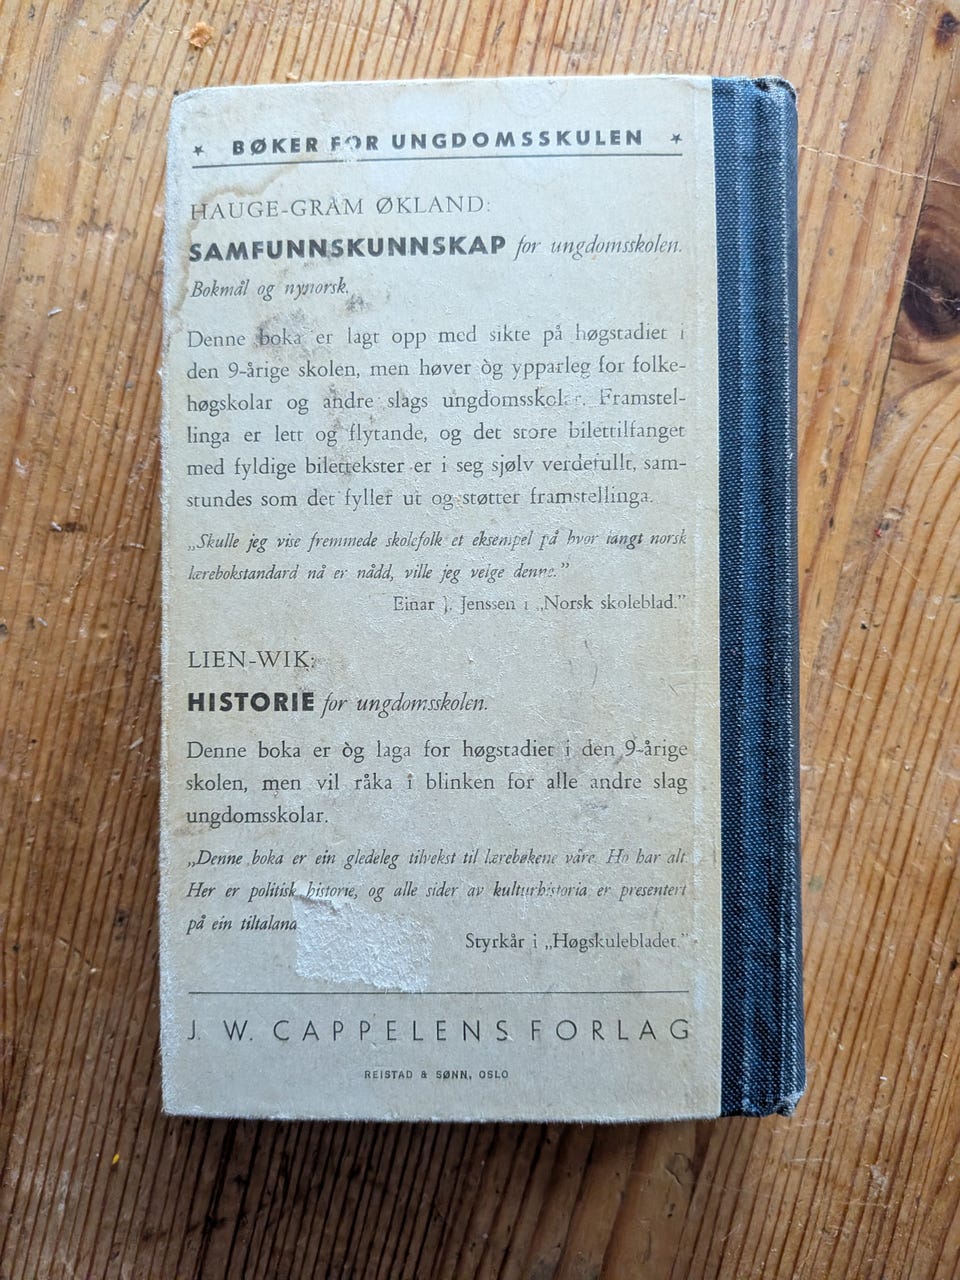 ★ BØKER FOR UNGDOMSSKULEN ★
HAUGE-GRAM ØKLAND:
SAMFUNNSKUNNSKAP for ungdomsskolen.
Bokmål og nynorsk.
Denne boka er lagt opp med sikte på høgstadiet i
den 9-årige skolen, men høver òg ypparleg for folke-
høgskolar og andre slags ungdomsskolar. Framstel-
linga er lett og flytande, og det store bilettilfanget
med fyldige bilettekster er i seg sjølv verdefullt, sam-
stundes som det fyller ut og støtter framstellinga.
„Skulle jeg vise fremmede skolefolk et eksempel på hvor langt norsk
lærebokstandard nå er nådd, ville jeg velge denne.”
Einar J. Jenssen i „Norsk skoleblad.”
LIEN-WIK:
HISTORIE for ungdomsskolen.
Denne boka er òg laga for høgstadiet i den 9-årige
skolen, men vil råka i blinken for alle andre slag
ungdomsskolar.
„Denne boka er ein gledeleg tilvekst til lærebøkene våre. Ho har alt.
Her er politisk historie, og alle sider av kulturhistoria er presentert
på ein tiltalana
Styrkår i „Høgskulebladet.”
J. W. CAPPELENS FORLAG
REISTAD & SØNN, OSLO